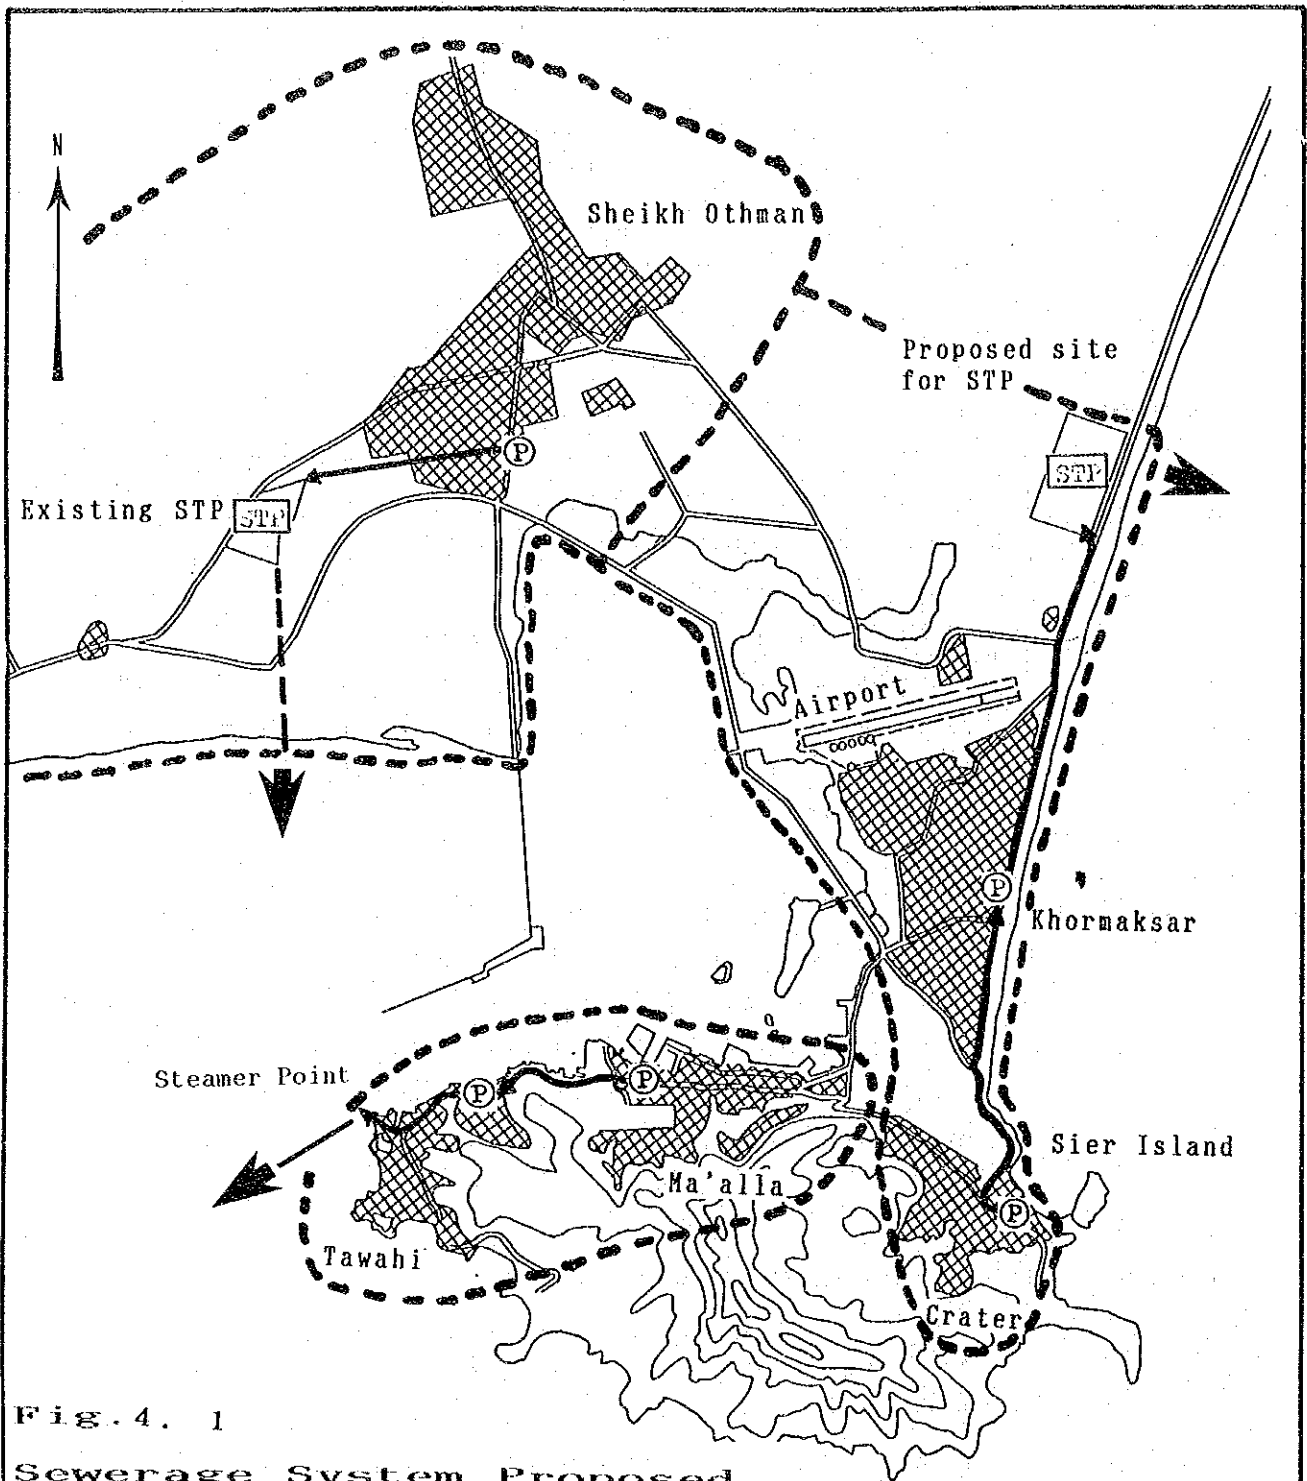 N
Sheikh Othman
Proposed site
for STP
P
STP
Existing STP
STP
Airport
P
Khormaksar
Steamer Point
P
P
Sier Island
Ma'alla
P
Tawahi
Crater
Fig.4. 1
Sewerage System Proposed